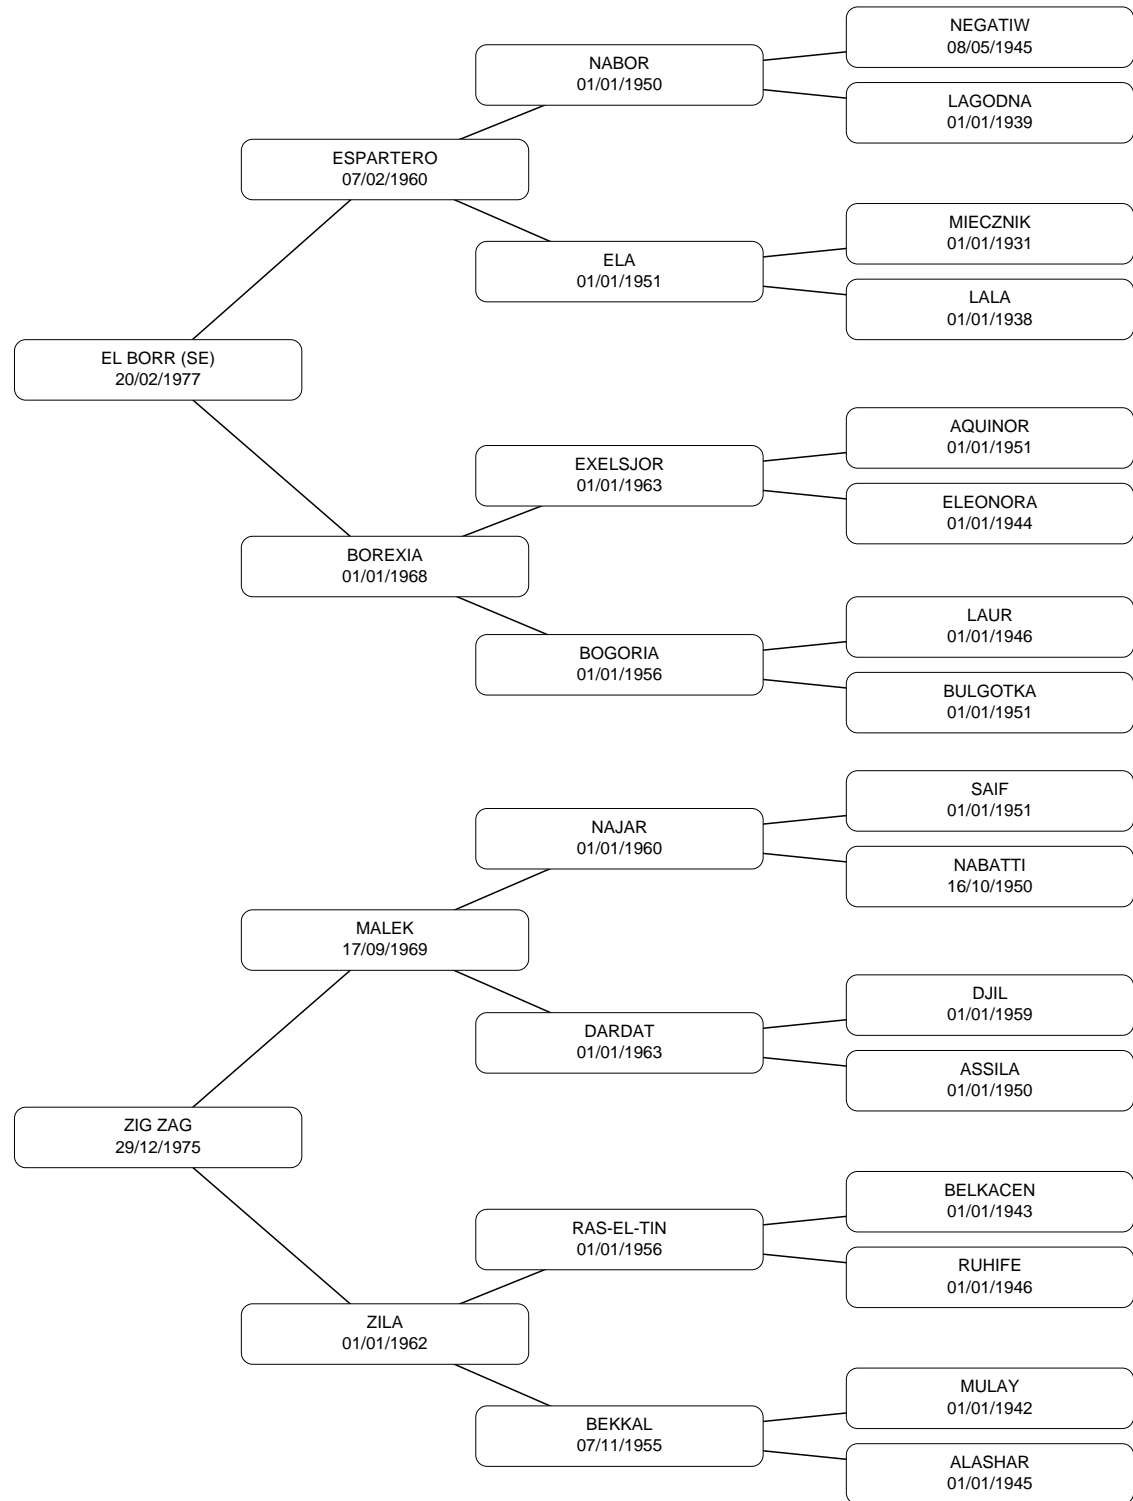 NEGATIW
08/05/1945
NABOR
01/01/1950
LAGODNA
01/01/1939
ESPARTERO
07/02/1960
MIECZNIK
01/01/1931
ELA
01/01/1951
LALA
01/01/1938
EL BORR (SE)
20/02/1977
AQUINOR
01/01/1951
EXELSJOR
01/01/1963
ELEONORA
01/01/1944
BOREXIA
01/01/1968
LAUR
01/01/1946
BOGORIA
01/01/1956
BULGOTKA
01/01/1951
SAIF
01/01/1951
NAJAR
01/01/1960
NABATTI
16/10/1950
MALEK
17/09/1969
DJIL
01/01/1959
DARDAT
01/01/1963
ASSILA
01/01/1950
ZIG ZAG
29/12/1975
BELKACEN
01/01/1943
RAS-EL-TIN
01/01/1956
RUHIFE
01/01/1946
ZILA
01/01/1962
MULAY
01/01/1942
BEKKAL
07/11/1955
ALASHAR
01/01/1945